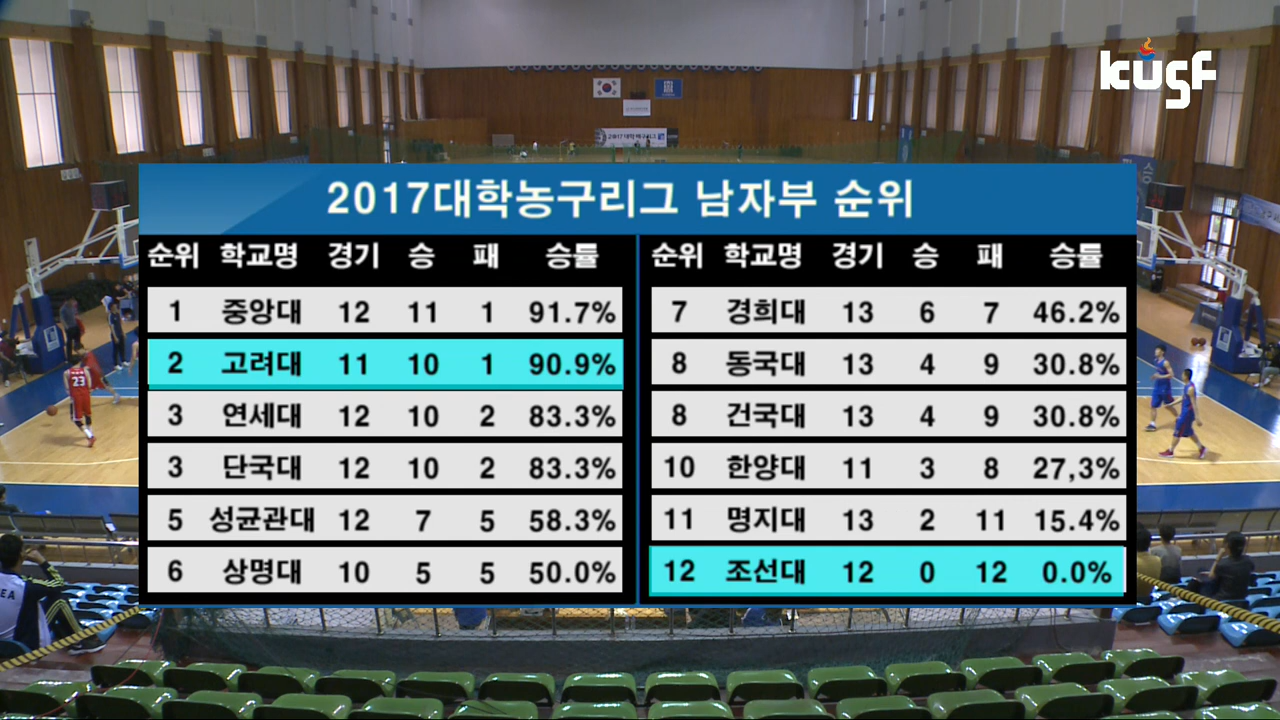 kusf
2017대학농구리그 남자부 순위
순위 학교명 경기 승 패 승률
1 중앙대 12 11 1 91.7%
2 고려대 11 10 1 90.9%
3 연세대 12 10 2 83.3%
3 단국대 12 10 2 83.3%
5 성균관대 12 7 5 58.3%
6 상명대 10 5 5 50.0%
순위 학교명 경기 승 패 승률
7 경희대 13 6 7 46.2%
8 동국대 13 4 9 30.8%
8 건국대 13 4 9 30.8%
10 한양대 11 3 8 27,3%
11 명지대 13 2 11 15.4%
12 조선대 12 0 12 0.0%
23